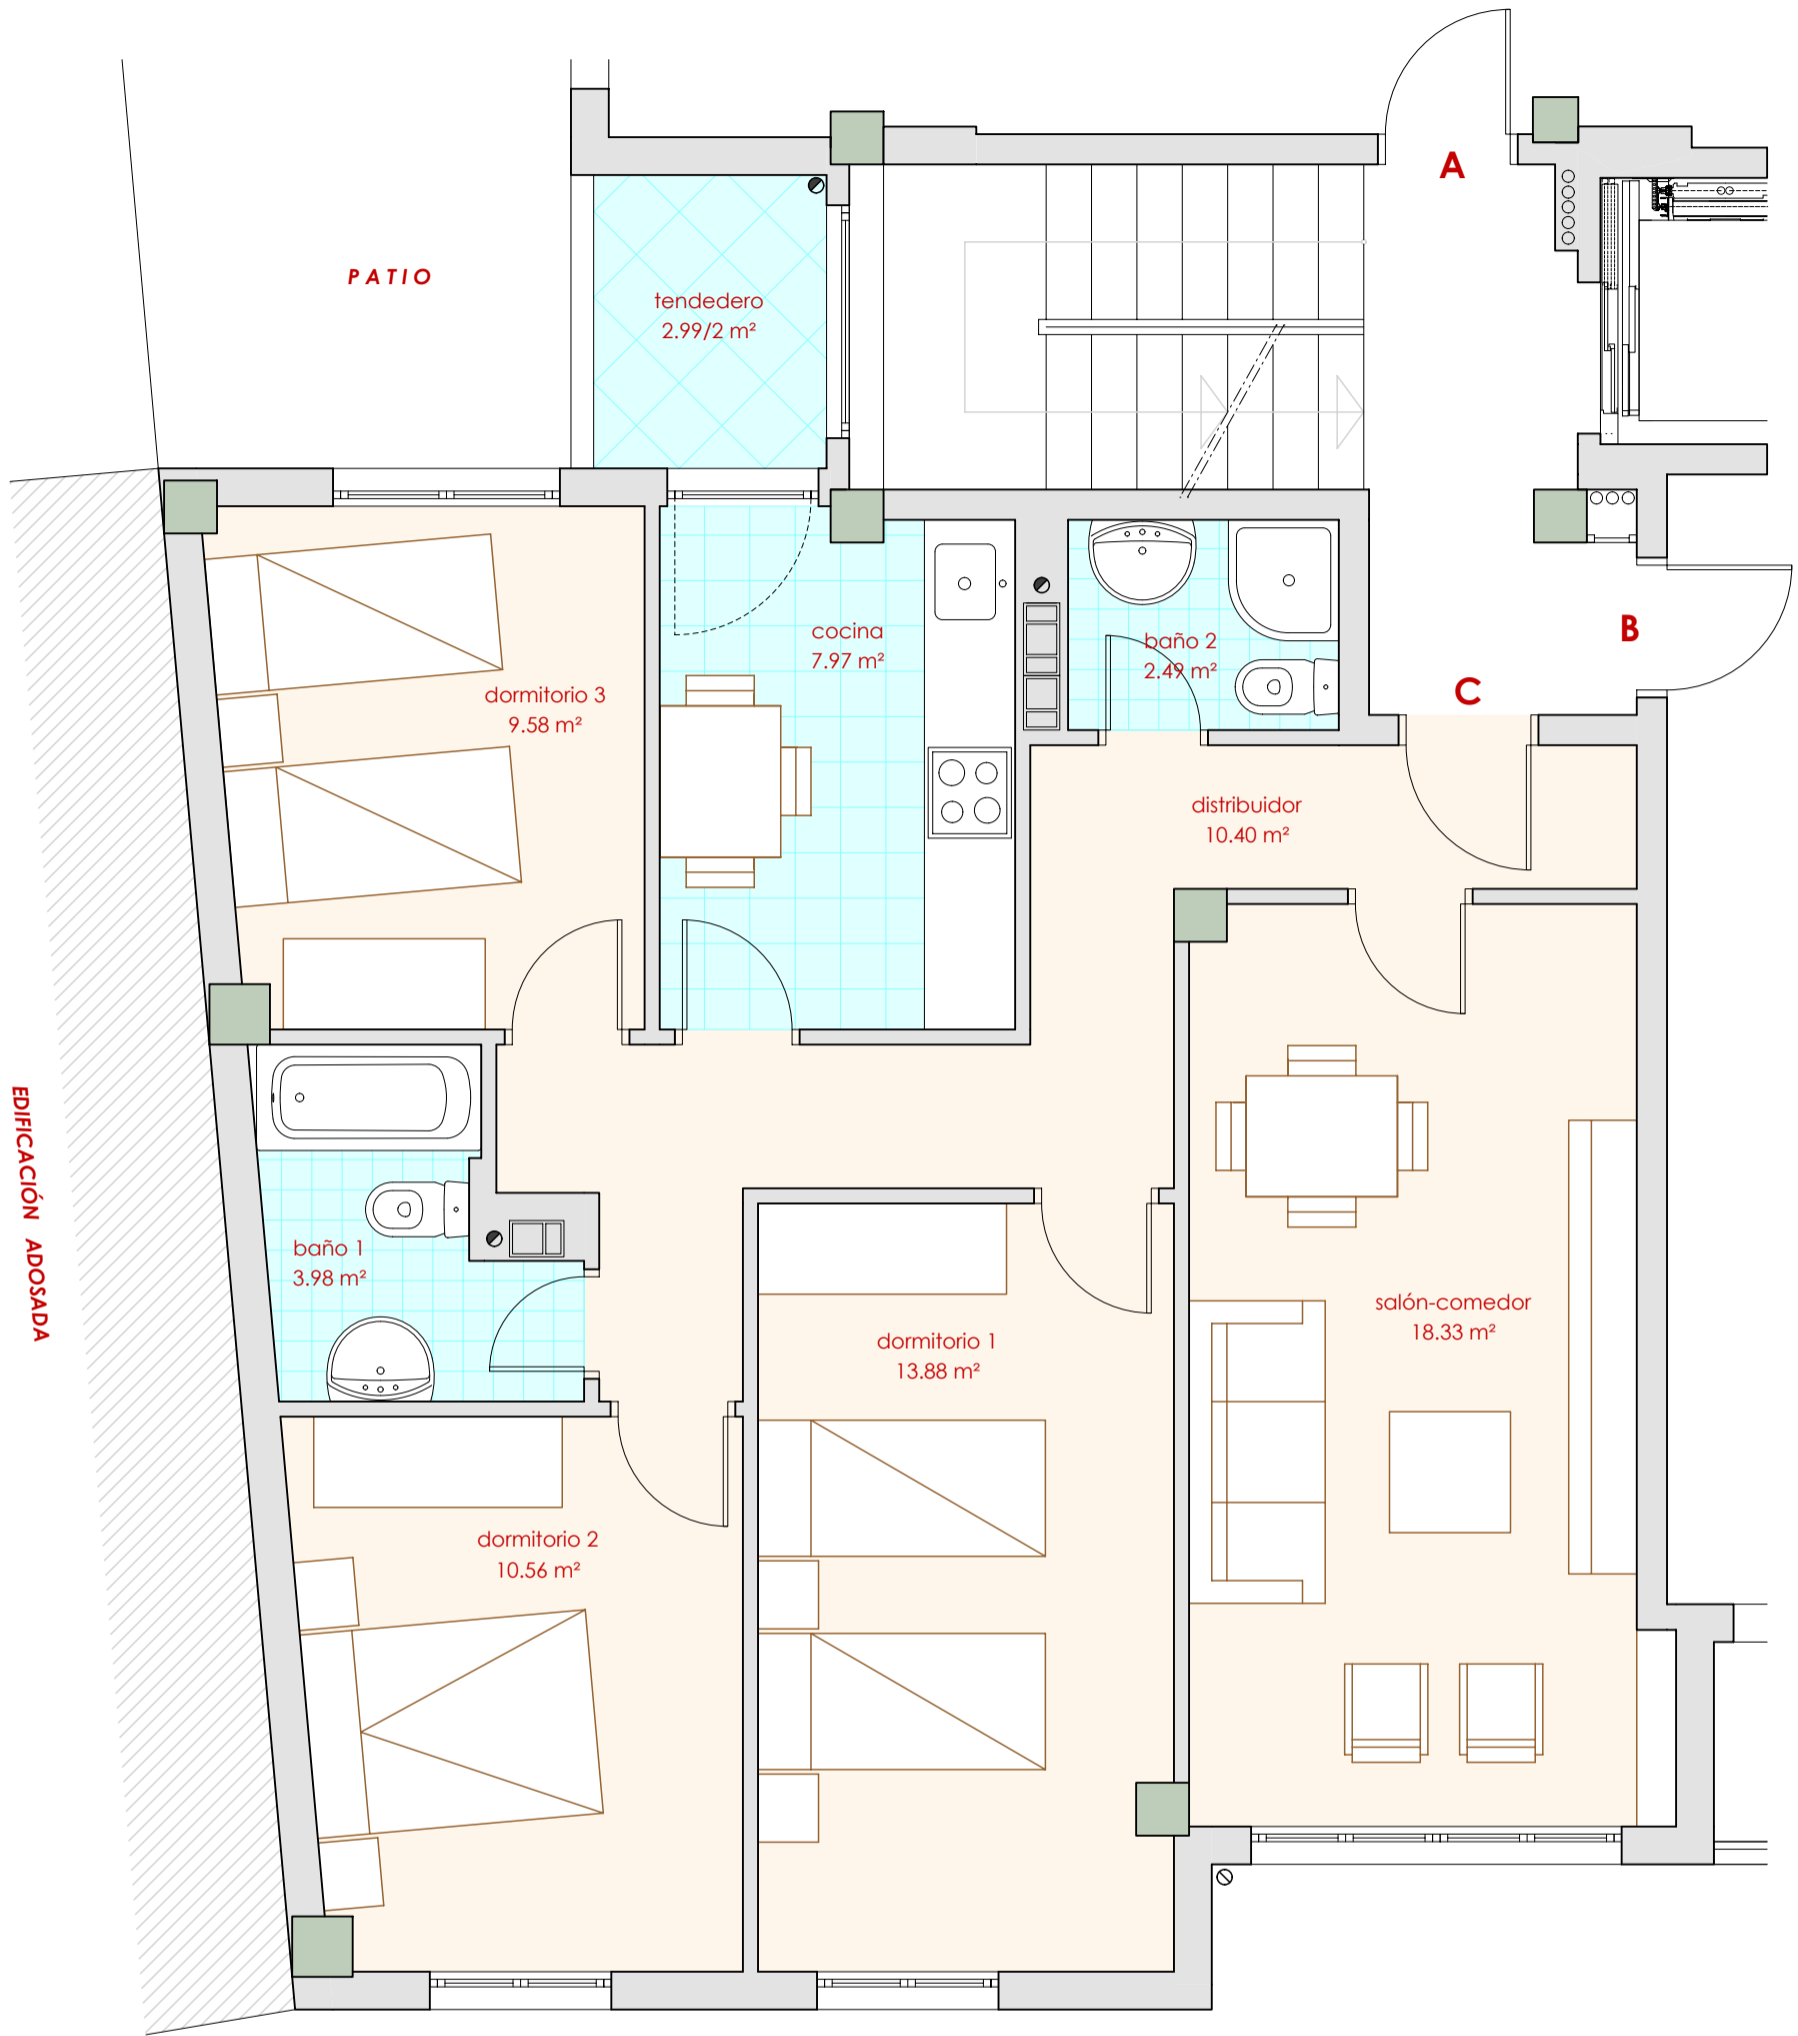 A
PATIO
tendedero
2.99/2 m²
B
cocina
7.97 m²
baño 2
2.49 m²
C
dormitorio 3
9.58 m²
distribuidor
10.40 m²
EDIFICACIÓN ADOSADA
baño 1
3.98 m²
salón-comedor
18.33 m²
dormitorio 1
13.88 m²
dormitorio 2
10.56 m²